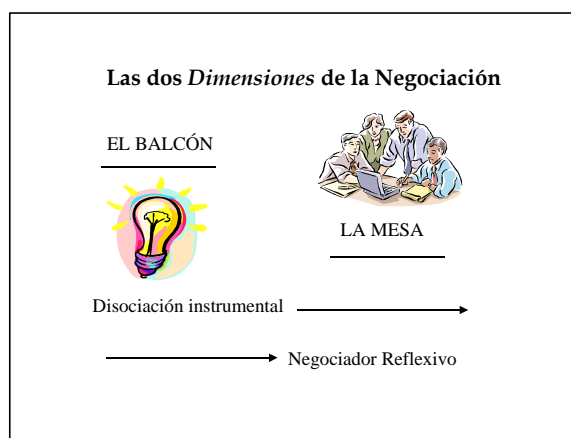 Las dos Dimensiones de la Negociación
EL BALCÓN
LA MESA
Disociación instrumental
Negociador Reflexivo